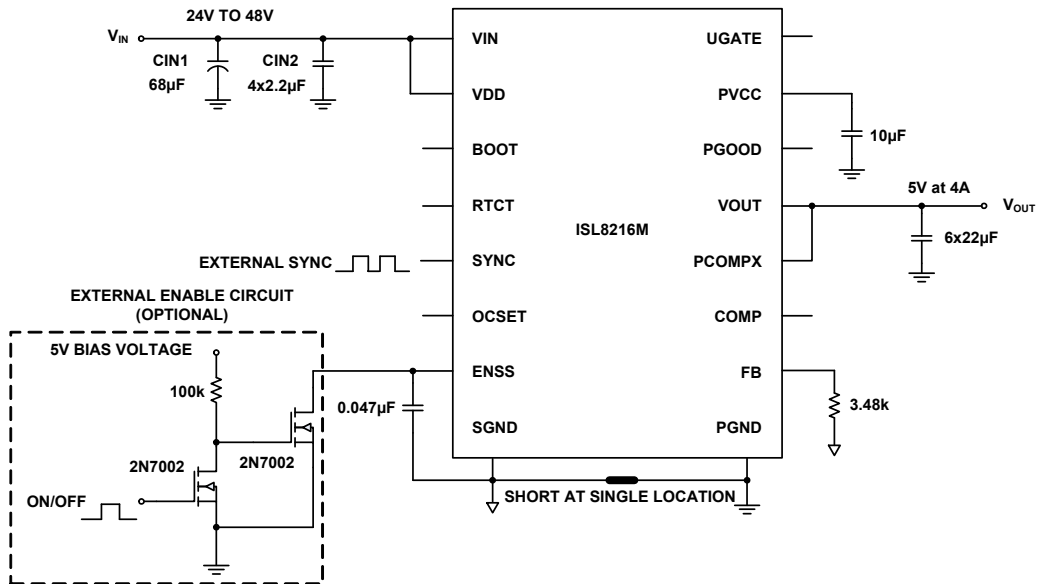 24V TO 48V
VIN
CIN1
68µF
CIN2
4x2.2µF
VIN
VDD
BOOT
RTCT
SYNC
OCSET
ENSS
SGND
ISL8216M
UGATE
PVCC
PGOOD
VOUT
PCOMPX
COMP
FB
PGND
10µF
5V at 4A
VOUT
6x22µF
3.48k
EXTERNAL SYNC
EXTERNAL ENABLE CIRCUIT
(OPTIONAL)
5V BIAS VOLTAGE
100k
2N7002
2N7002
ON/OFF
0.047µF
SHORT AT SINGLE LOCATION